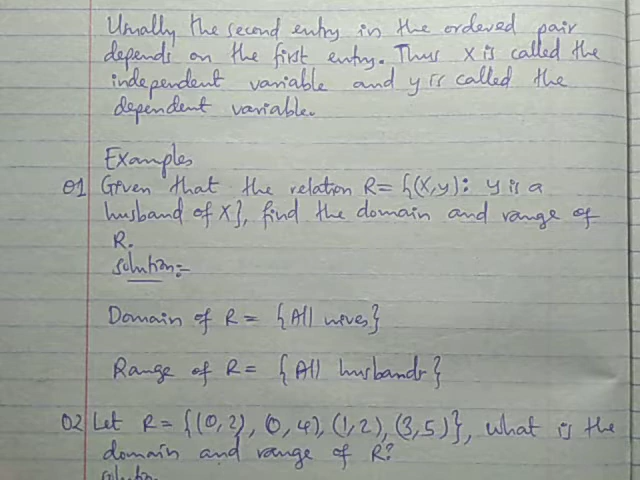 Usually the second entry in the ordered pair
depends on the first entry. Thus X is called the
independent variable and y is called the
dependent variable.
Examples
01 Given that the relation R = {(X,y): y is a
husband of X}, find the domain and range of
R.
Solution:-
Domain of R = {All wives}
Range of R = {All husbands}
02 Let R = {(0,2), (0,4), (1,2), (3,5)}, what is the
domain and range of R?
Solution